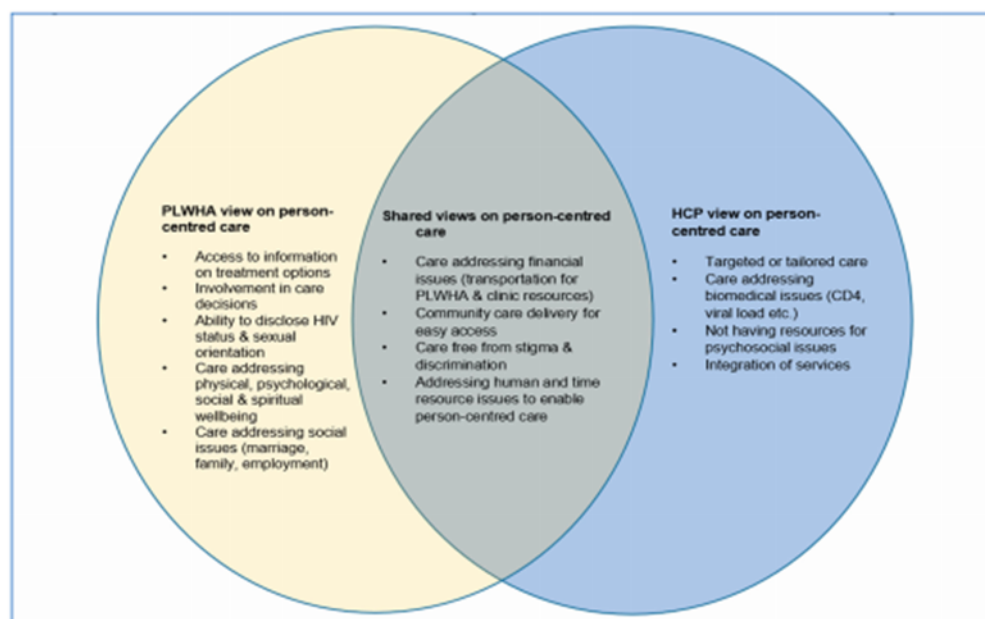 PLWHA view on person-
centred care
• Access to information
on treatment options
• Involvement in care
decisions
• Ability to disclose HIV
status & sexual
orientation
• Care addressing
physical, psychological,
social & spiritual
wellbeing
• Care addressing social
issues (marriage,
family, employment)
Shared views on person-centred
care
• Care addressing financial
issues (transportation for
PLWHA & clinic resources)
• Community care delivery for
easy access
• Care free from stigma &
discrimination
• Addressing human and time
resource issues to enable
person-centred care
HCP view on person-
centred care
• Targeted or tailored care
• Care addressing
biomedical issues (CD4,
viral load etc.)
• Not having resources for
psychosocial issues
• Integration of services